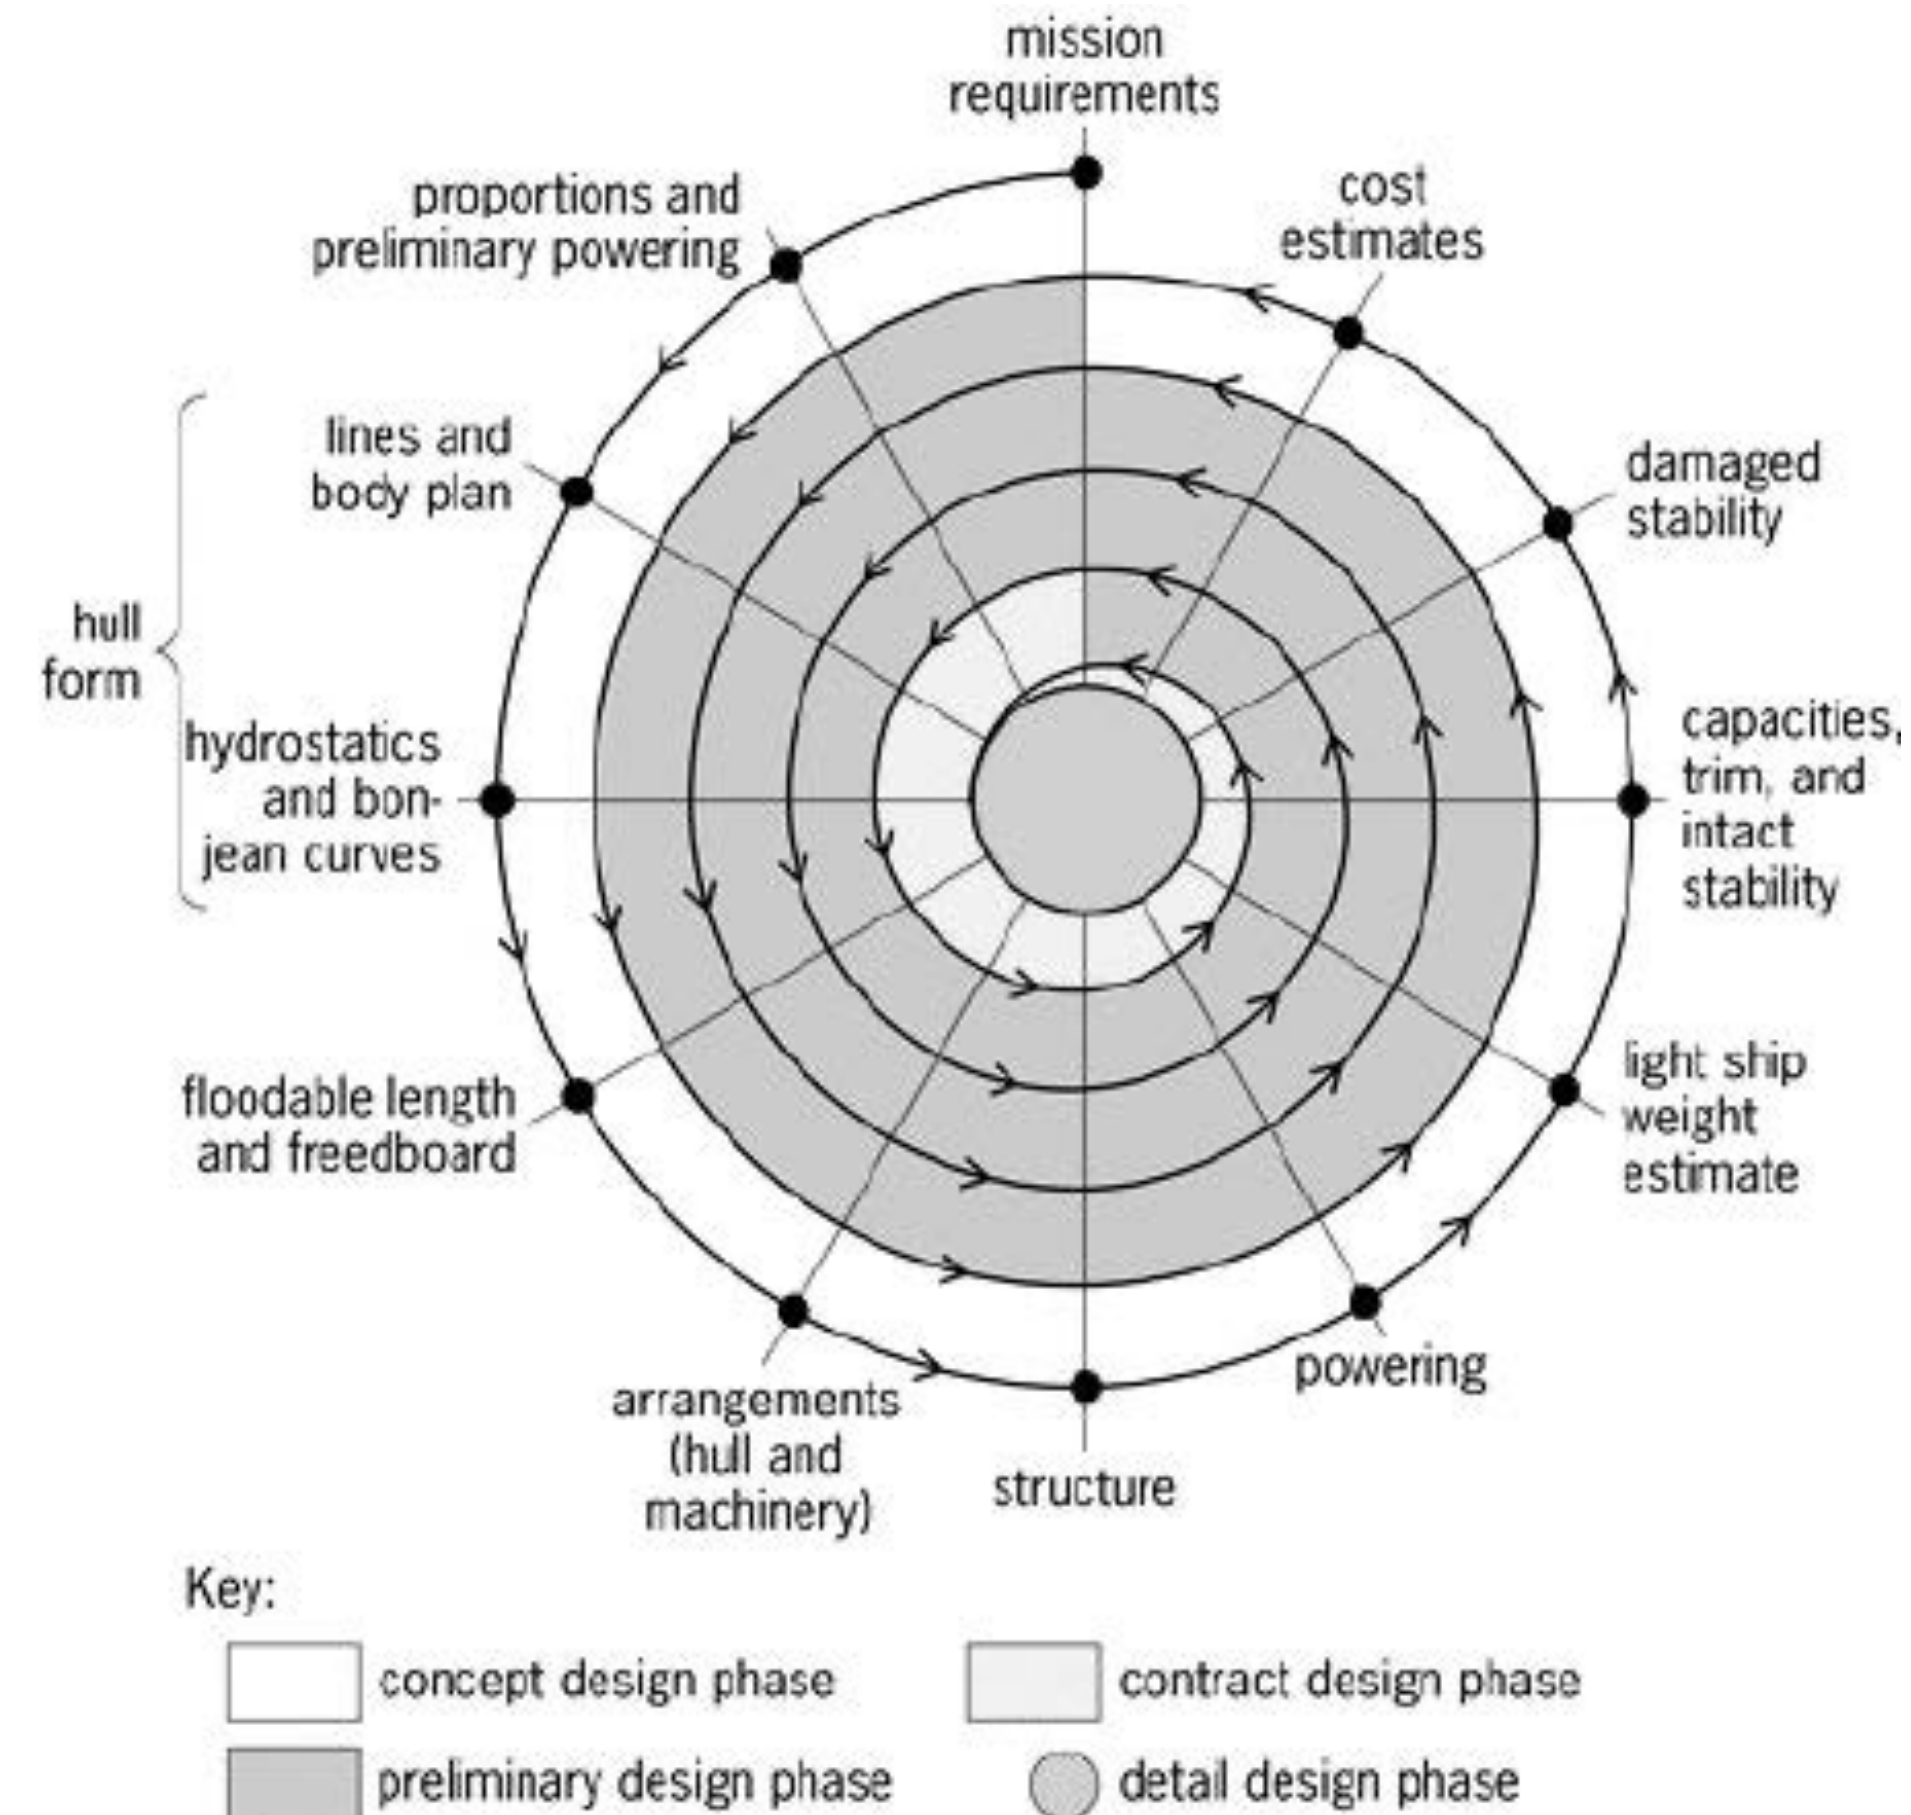 mission
requirements
cost
estimates
proportions and
preliminary powering
lines and
body plan
damaged
stability
hull
form
hydrostatics
and bon-
jean curves
capacities,
trim, and
intact
stability
floodable length
and freedboard
light ship
weight
estimate
powering
arrangements
(hull and
machinery)
structure
Key:
concept design phase
contract design phase
preliminary design phase
detail design phase